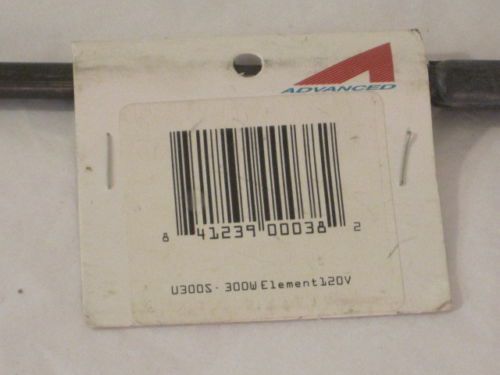 ADVANCED
8 41239 00038 2
U300S - 300W Element 120V